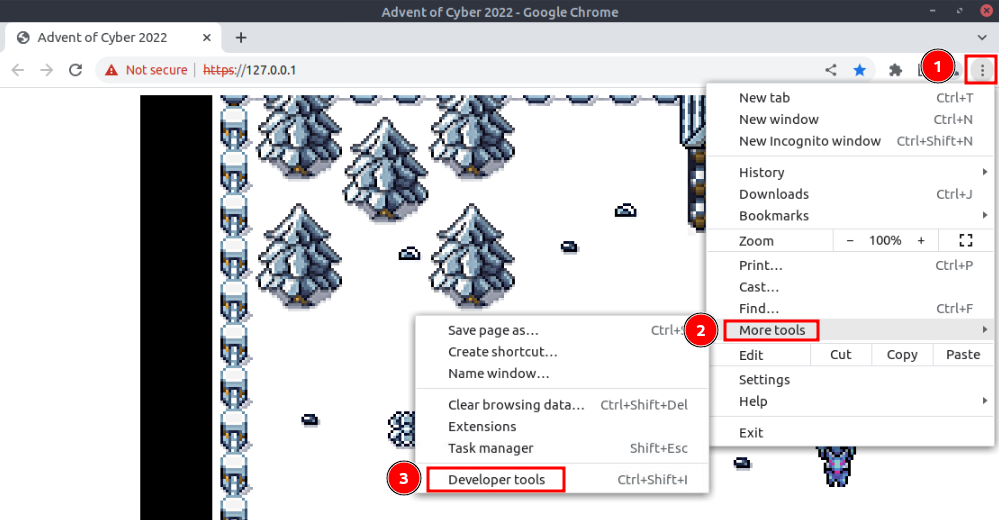 Advent of Cyber 2022 - Google Chrome
Advent of Cyber 2022
Not secure https://127.0.0.1
1
New tab Ctrl+T
New window Ctrl+N
New Incognito window Ctrl+Shift+N
History
Downloads Ctrl+J
Bookmarks
Zoom − 100% +
Print... Ctrl+P
Cast...
Find... Ctrl+F
2 More tools
Edit Cut Copy Paste
Settings
Help
Exit
Save page as... Ctrl+S
Create shortcut...
Name window...
Clear browsing data... Ctrl+Shift+Del
Extensions
Task manager Shift+Esc
3 Developer tools Ctrl+Shift+I